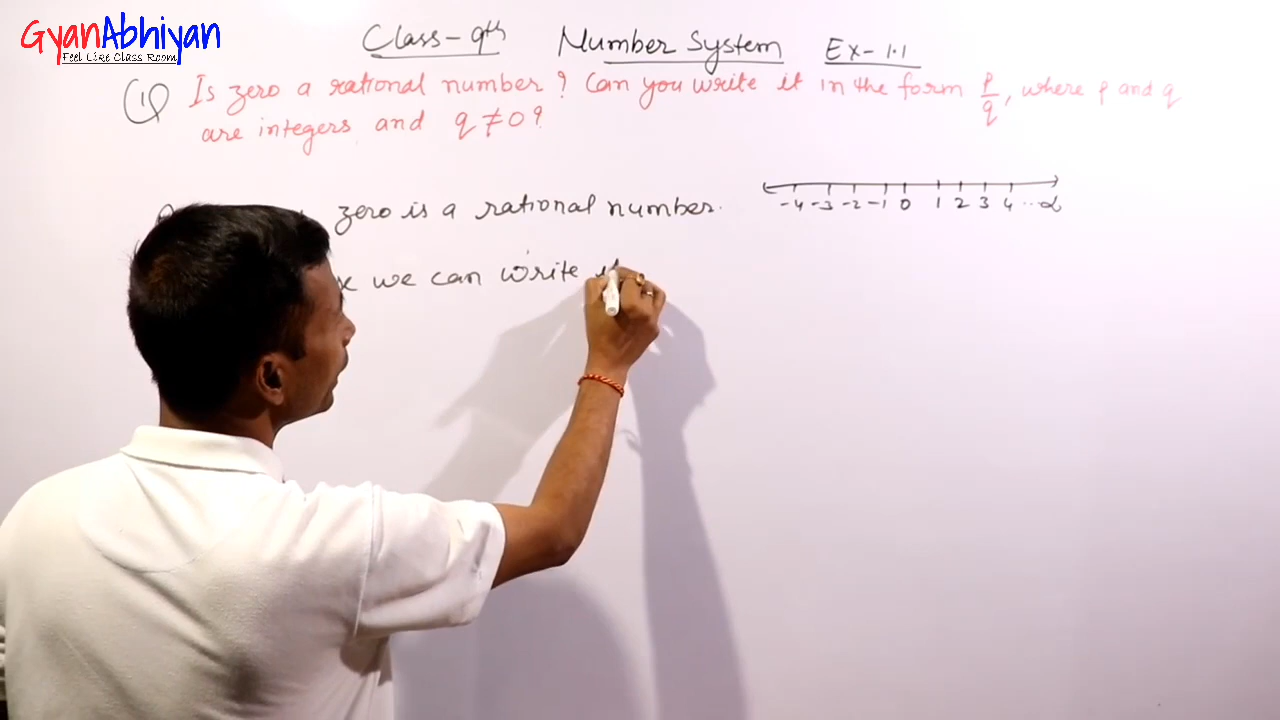 GyanAbhiyan
Feel Like Class Room
Class-9th Number System Ex-1.1
(1) Is zero a rational number? Can you write it in the form p/q, where p and q
are integers and q≠0?
zero is a rational number.
-4 -3 -2 -1 0 1 2 3 4 ...
we can write